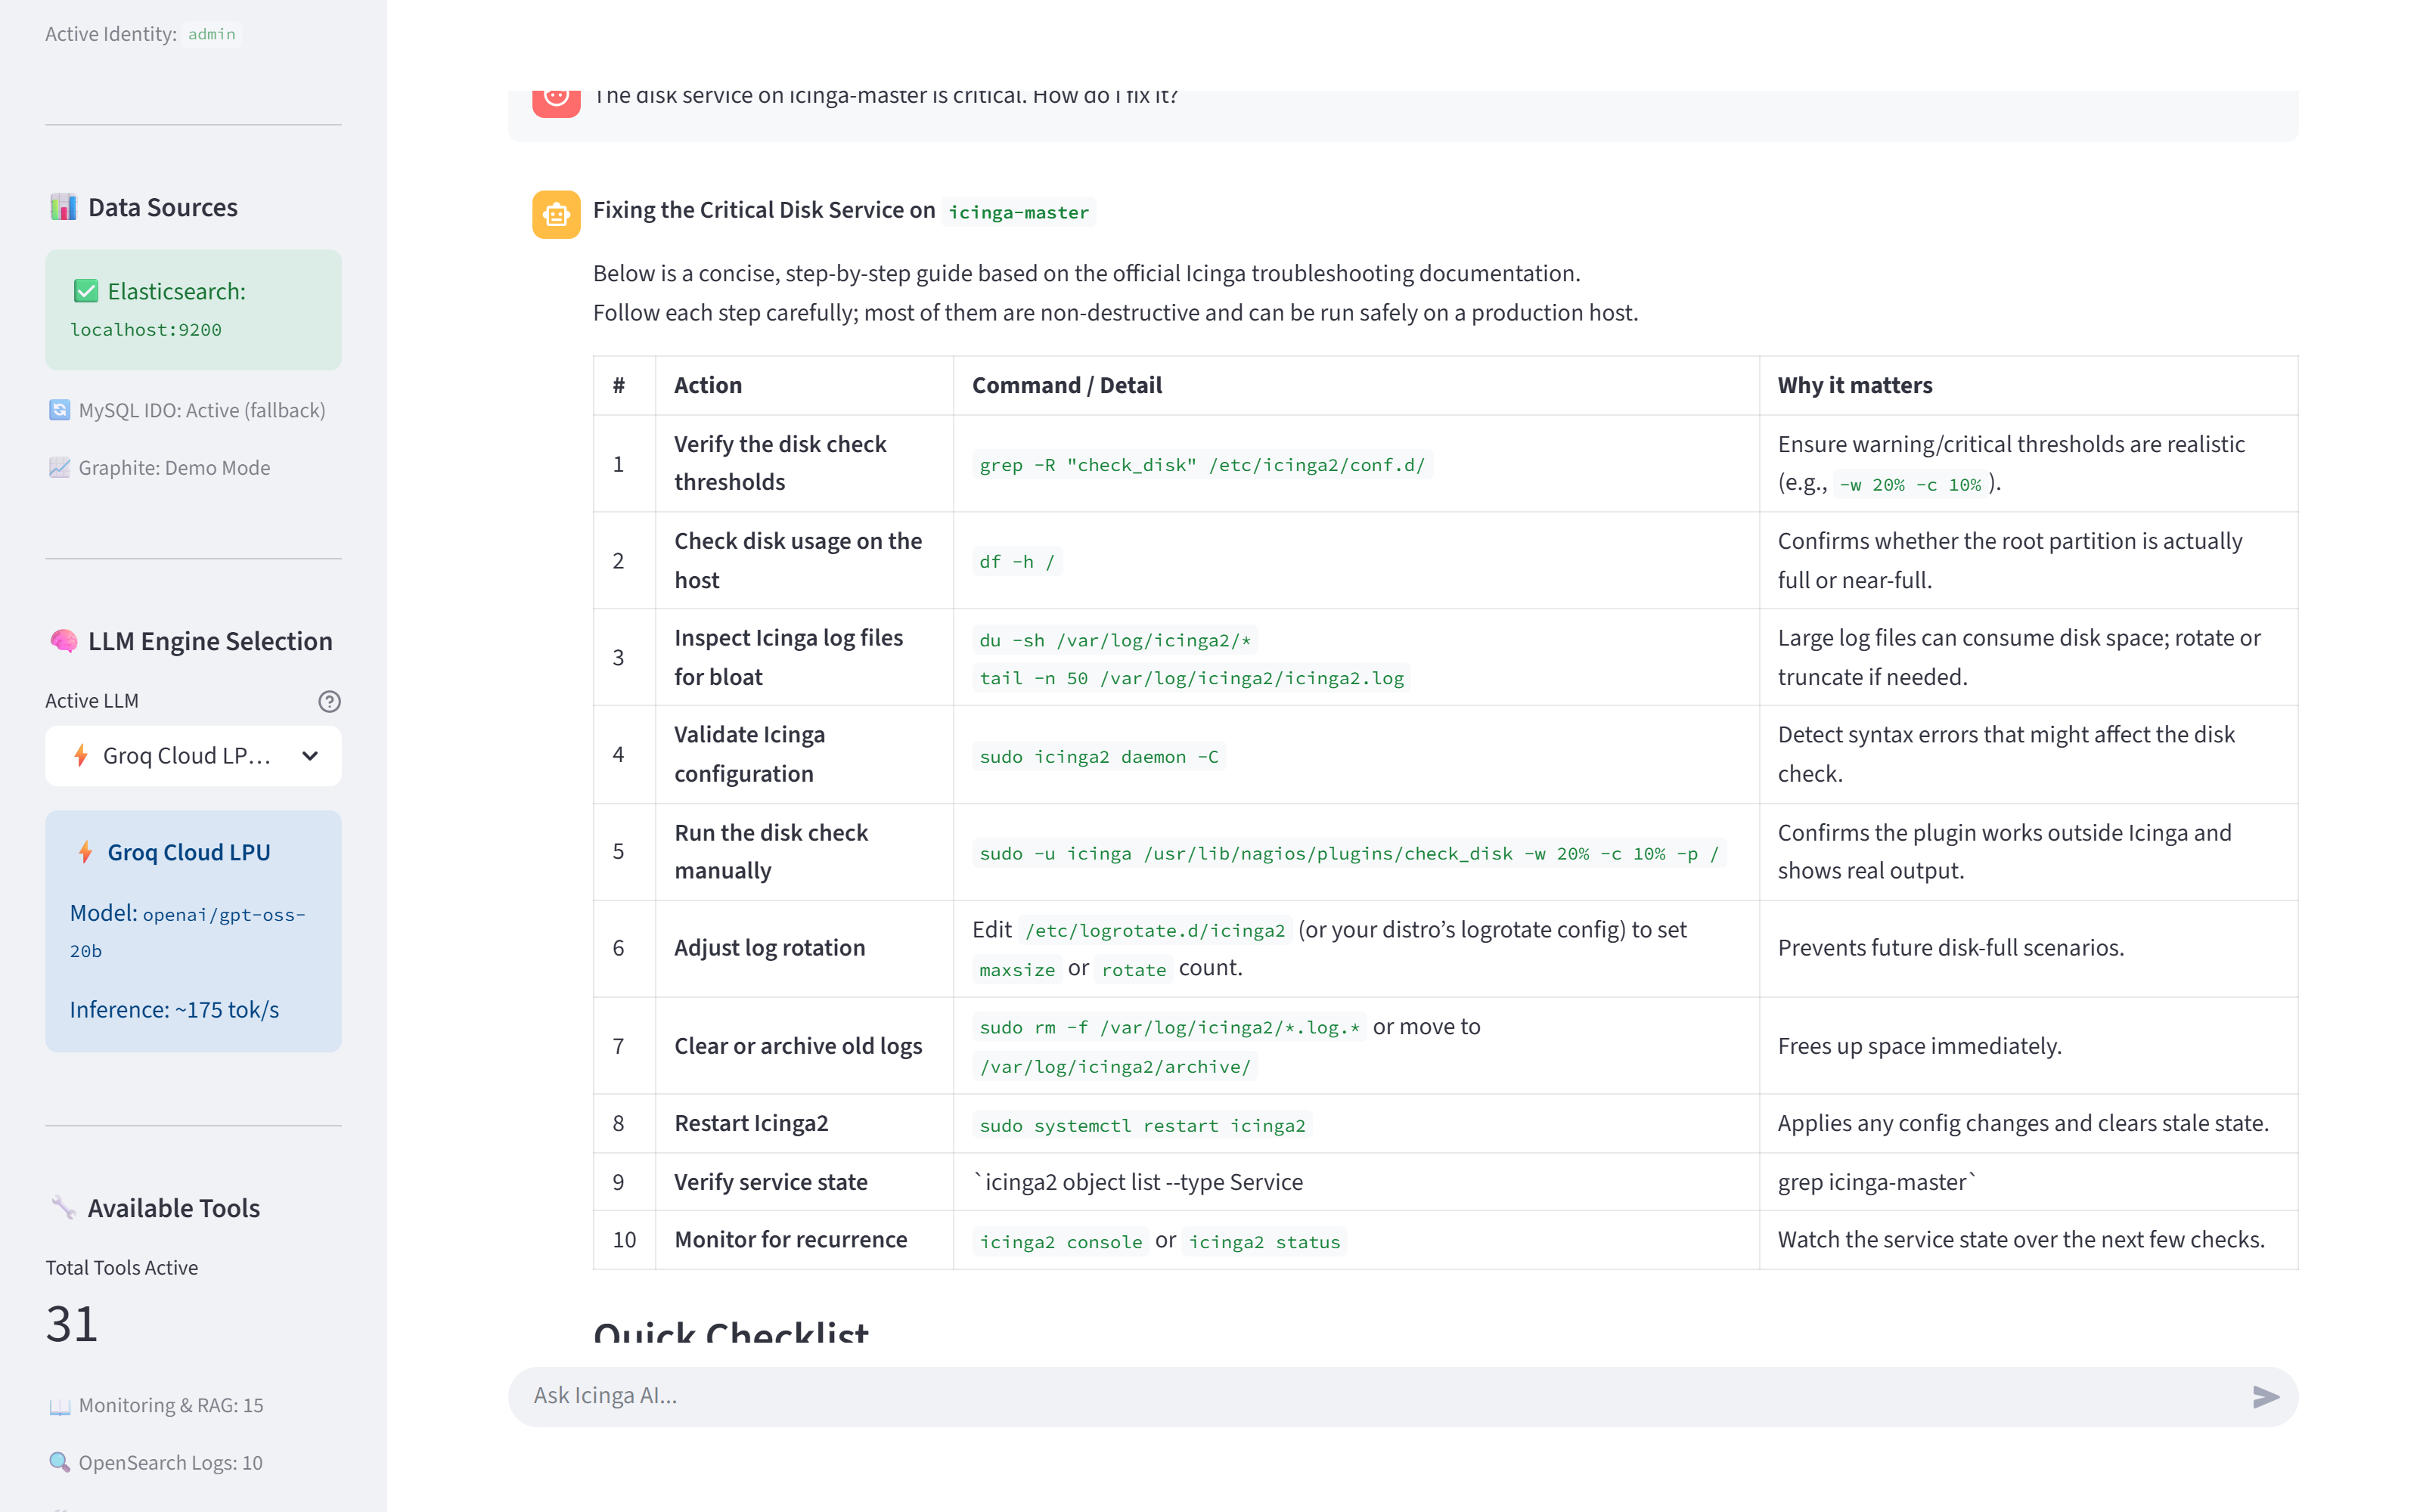 Active Identity: admin
Data Sources
Elasticsearch:
localhost:9200
MySQL IDO: Active (fallback)
Graphite: Demo Mode
LLM Engine Selection
Active LLM
Groq Cloud LP...
Groq Cloud LPU
Model: openai/gpt-oss-
20b
Inference: ~175 tok/s
Available Tools
Total Tools Active
31
Monitoring & RAG: 15
OpenSearch Logs: 10
The disk service on icinga-master is critical. How do I fix it?
Fixing the Critical Disk Service on icinga-master
Below is a concise, step-by-step guide based on the official Icinga troubleshooting documentation.
Follow each step carefully; most of them are non-destructive and can be run safely on a production host.
# Action Command / Detail Why it matters
1 Verify the disk check
thresholds
grep -R "check_disk" /etc/icinga2/conf.d/
Ensure warning/critical thresholds are realistic
(e.g., -w 20% -c 10% ).
2 Check disk usage on the
host
df -h /
Confirms whether the root partition is actually
full or near-full.
3 Inspect Icinga log files
for bloat
du -sh /var/log/icinga2/*
tail -n 50 /var/log/icinga2/icinga2.log
Large log files can consume disk space; rotate or
truncate if needed.
4 Validate Icinga
configuration
sudo icinga2 daemon -C
Detect syntax errors that might affect the disk
check.
5 Run the disk check
manually
sudo -u icinga /usr/lib/nagios/plugins/check_disk -w 20% -c 10% -p /
Confirms the plugin works outside Icinga and
shows real output.
6 Adjust log rotation
Edit /etc/logrotate.d/icinga2 (or your distro’s logrotate config) to set
maxsize or rotate count.
Prevents future disk-full scenarios.
7 Clear or archive old logs
sudo rm -f /var/log/icinga2/*.log.* or move to
/var/log/icinga2/archive/
Frees up space immediately.
8 Restart Icinga2 sudo systemctl restart icinga2 Applies any config changes and clears stale state.
9 Verify service state `icinga2 object list --type Service grep icinga-master`
10 Monitor for recurrence icinga2 console or icinga2 status Watch the service state over the next few checks.
Quick Checklist
Ask Icinga AI...